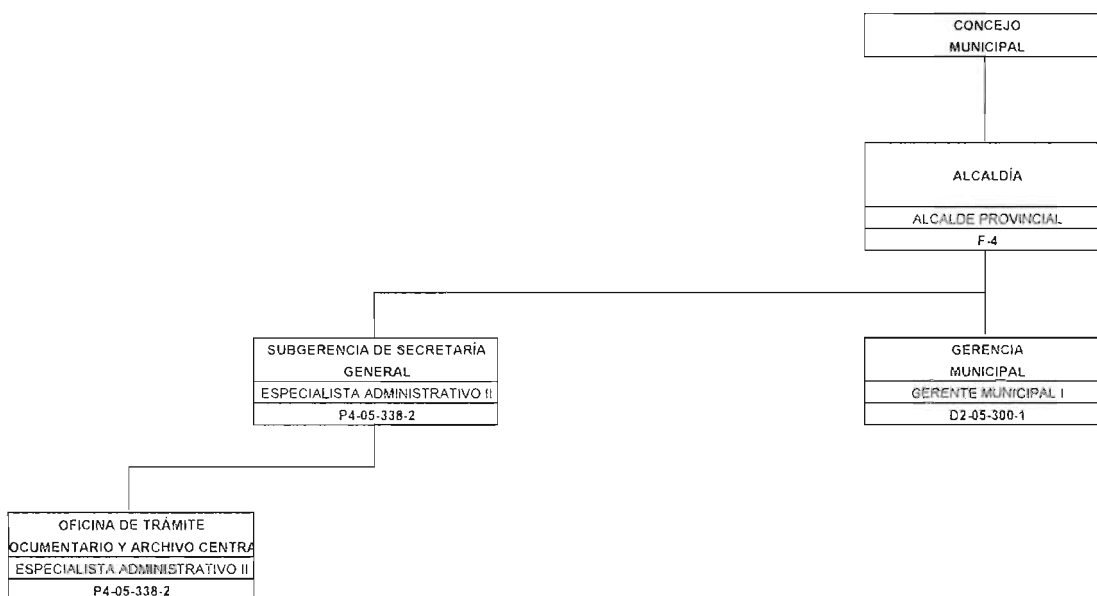 CONCEJO
MUNICIPAL
ALCALDÍA
ALCALDE PROVINCIAL
F-4
SUBGERENCIA DE SECRETARÍA
GENERAL
ESPECIALISTA ADMINISTRATIVO II
P4-05-338-2
GERENCIA
MUNICIPAL
GERENTE MUNICIPAL I
D2-05-300-1
OFICINA DE TRÁMITE
OCUMENTARIO Y ARCHIVO CENTRA
ESPECIALISTA ADMINISTRATIVO II
P4-05-338-2